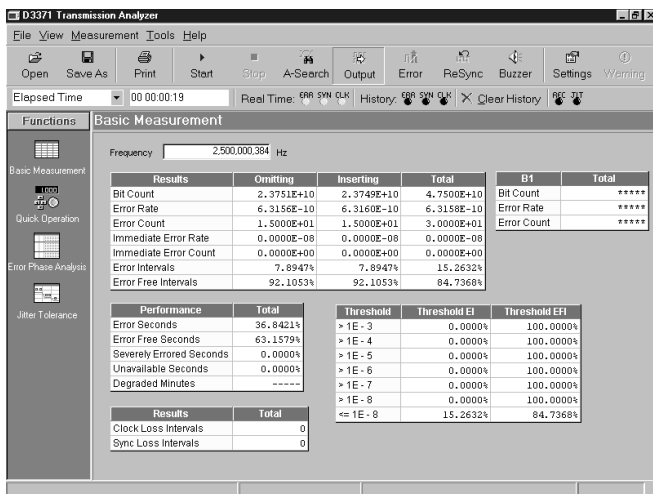 D3371 Transmission Analyzer
File View Measurement Tools Help
Open Save As Print Start Stop A-Search Output Error ReSync Buzzer Settings Warning
Elapsed Time 00 00:00:19 Real Time: ERR SYN CLK History: ERR SYN CLK Clear History REC JIT
Functions Basic Measurement
Basic Measurement
Quick Operation
Error Phase Analysis
Jitter Tolerance
Frequency 2,500,000,384 Hz
Results Omitting Inserting Total
Bit Count 2.3751E+10 2.3749E+10 4.7500E+10
Error Rate 6.3156E-10 6.3160E-10 6.3158E-10
Error Count 1.5000E+01 1.5000E+01 3.0000E+01
Immediate Error Rate 0.0000E-08 0.0000E-08 0.0000E-08
Immediate Error Count 0.0000E+00 0.0000E+00 0.0000E+00
Error Intervals 7.8947% 7.8947% 15.2632%
Error Free Intervals 92.1053% 92.1053% 84.7368%
B1 Total
Bit Count *****
Error Rate *****
Error Count *****
Performance Total
Error Seconds 36.8421%
Error Free Seconds 63.1579%
Severely Errored Seconds 0.0000%
Unavailable Seconds 0.0000%
Degraded Minutes -----
Threshold Threshold EI Threshold EFI
> 1E - 3 0.0000% 100.0000%
> 1E - 4 0.0000% 100.0000%
> 1E - 5 0.0000% 100.0000%
> 1E - 6 0.0000% 100.0000%
> 1E - 7 0.0000% 100.0000%
> 1E - 8 0.0000% 100.0000%
<= 1E - 8 15.2632% 84.7368%
Results Total
Clock Loss Intervals 0
Sync Loss Intervals 0